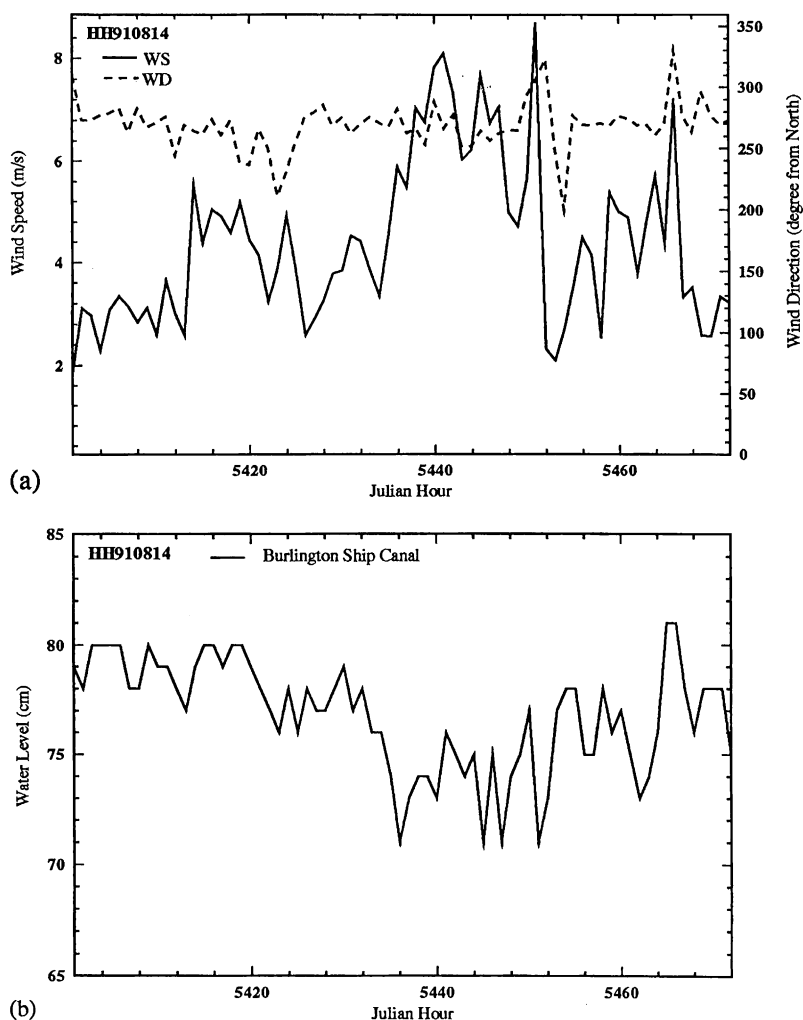 HH910814
WS
WD
8
6
4
2
Wind Speed (m/s)
350
300
250
200
150
100
50
0
Wind Direction (degree from North)
5420 5440 5460
Julian Hour
(a)
85
80
75
70
65
HH910814 Burlington Ship Canal
Water Level (cm)
5420 5440 5460
Julian Hour
(b)